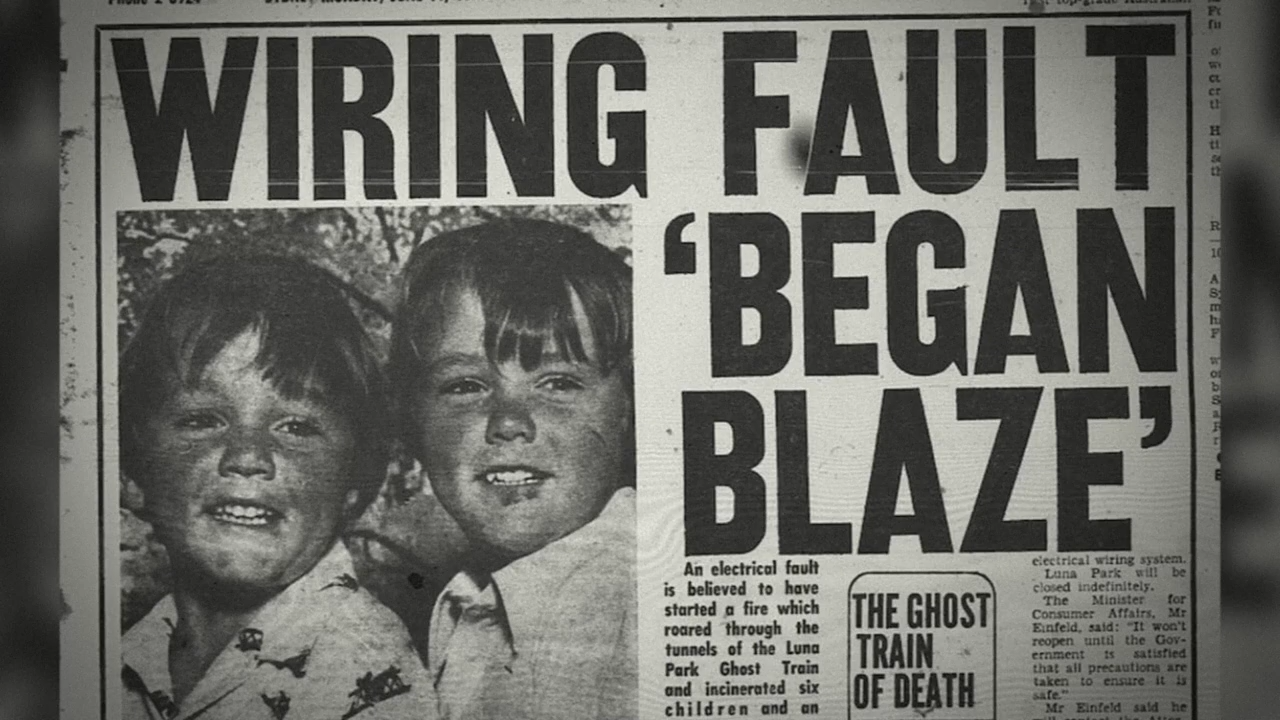 WIRING FAULT
‘BEGAN
BLAZE’
An electrical fault
is believed to have
started a fire which
roared through the
tunnels of the Luna
Park Ghost Train
and incinerated six
children and an
THE GHOST
TRAIN
OF DEATH
electrical wiring system.
Luna Park will be
closed indefinitely.
The Minister for
Consumer Affairs, Mr
Einfeld, said: "It won't
reopen until the Gov-
ernment is satisfied
that all precautions are
taken to ensure it is
safe."
Mr Einfeld said he